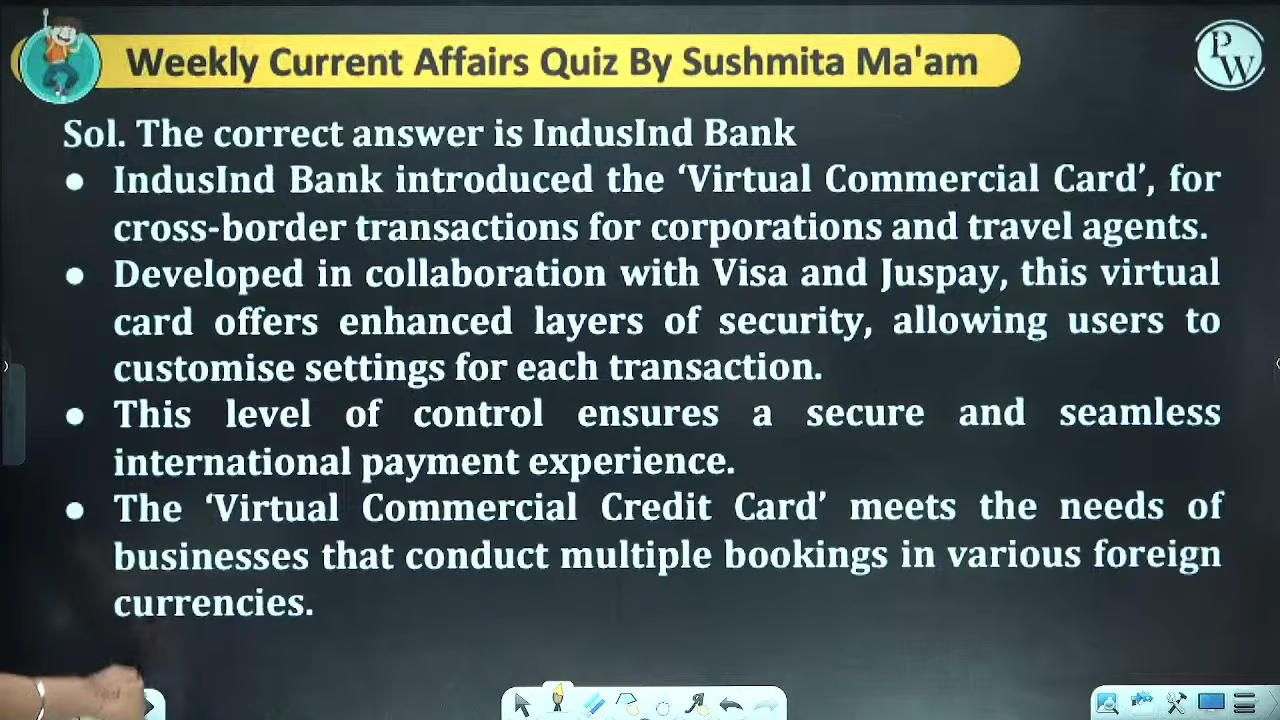 Weekly Current Affairs Quiz By Sushmita Ma'am
PW
Sol. The correct answer is IndusInd Bank
● IndusInd Bank introduced the ‘Virtual Commercial Card’, for
cross-border transactions for corporations and travel agents.
● Developed in collaboration with Visa and Juspay, this virtual
card offers enhanced layers of security, allowing users to
customise settings for each transaction.
● This level of control ensures a secure and seamless
international payment experience.
● The ‘Virtual Commercial Credit Card’ meets the needs of
businesses that conduct multiple bookings in various foreign
currencies.